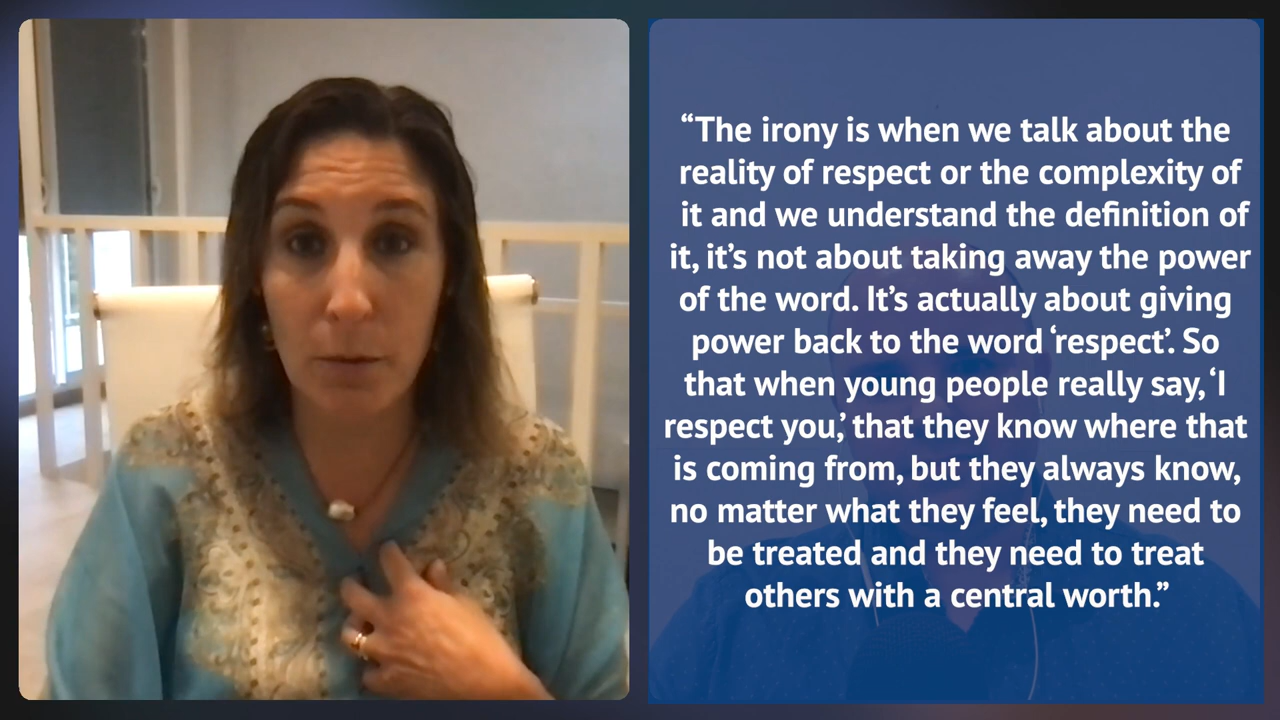 “The irony is when we talk about the
reality of respect or the complexity of
it and we understand the definition of
it, it’s not about taking away the power
of the word. It’s actually about giving
power back to the word ‘respect’. So
that when young people really say, ‘I
respect you,’ that they know where that
is coming from, but they always know,
no matter what they feel, they need to
be treated and they need to treat
others with a central worth.”